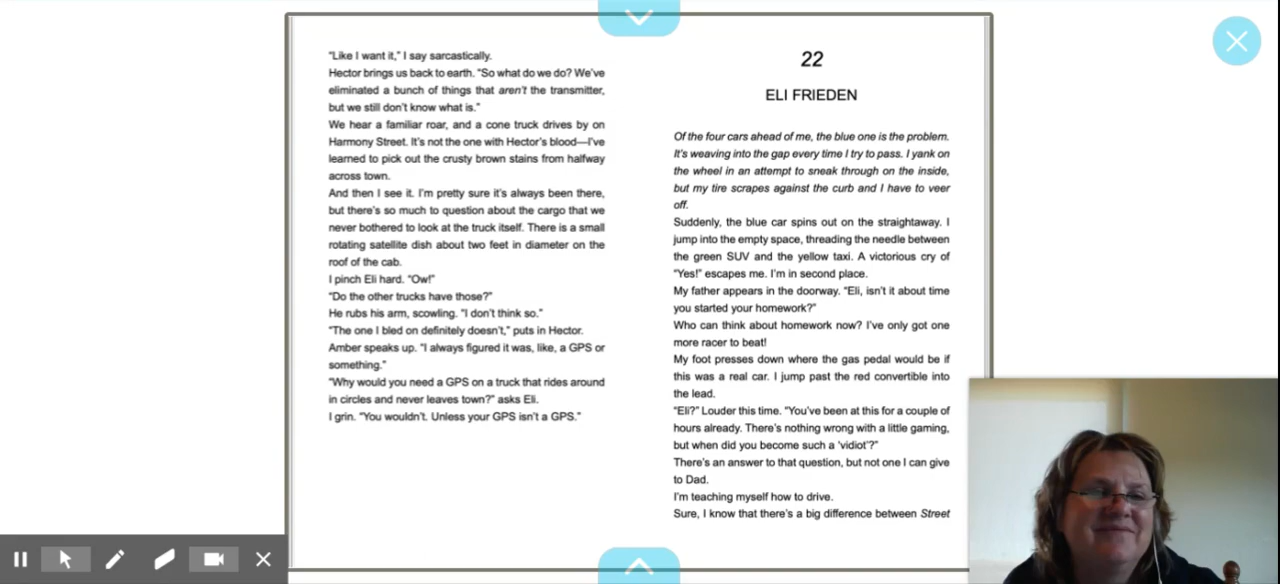 “Like I want it,” I say sarcastically.
Hector brings us back to earth. “So what do we do? We’ve
eliminated a bunch of things that aren’t the transmitter,
but we still don’t know what is.”
We hear a familiar roar, and a cone truck drives by on
Harmony Street. It’s not the one with Hector’s blood—I’ve
learned to pick out the crusty brown stains from halfway
across town.
And then I see it. I’m pretty sure it’s always been there,
but there’s so much to question about the cargo that we
never bothered to look at the truck itself. There is a small
rotating satellite dish about two feet in diameter on the
roof of the cab.
I pinch Eli hard. “Ow!”
“Do the other trucks have those?”
He rubs his arm, scowling. “I don’t think so.”
“The one I bled on definitely doesn’t,” puts in Hector.
Amber speaks up. “I always figured it was, like, a GPS or
something.”
“Why would you need a GPS on a truck that rides around
in circles and never leaves town?” asks Eli.
I grin. “You wouldn’t. Unless your GPS isn’t a GPS.”
22
ELI FRIEDEN
Of the four cars ahead of me, the blue one is the problem.
It’s weaving into the gap every time I try to pass. I yank on
the wheel in an attempt to sneak through on the inside,
but my tire scrapes against the curb and I have to veer
off.
Suddenly, the blue car spins out on the straightaway. I
jump into the empty space, threading the needle between
the green SUV and the yellow taxi. A victorious cry of
“Yes!” escapes me. I’m in second place.
My father appears in the doorway. “Eli, isn’t it about time
you started your homework?”
Who can think about homework now? I’ve only got one
more racer to beat!
My foot presses down where the gas pedal would be if
this was a real car. I jump past the red convertible into
the lead.
“Eli?” Louder this time. “You’ve been at this for a couple of
hours already. There’s nothing wrong with a little gaming,
but when did you become such a ‘vidiot’?”
There’s an answer to that question, but not one I can give
to Dad.
I’m teaching myself how to drive.
Sure, I know that there’s a big difference between Street